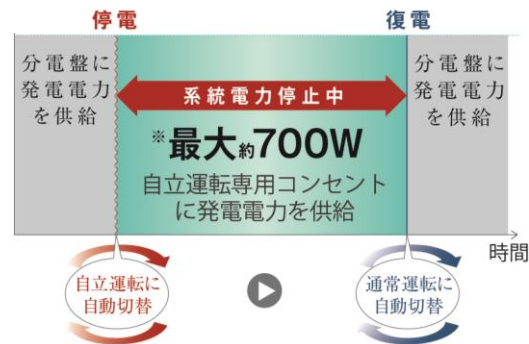 停電
復電
分電盤に
発電電力
を供給
系統電力停止中
※最大約700W
自立運転専用コンセント
に発電電力を供給
分電盤に
発電電力
を供給
時間
自立運転に
自動切替
通常運転に
自動切替